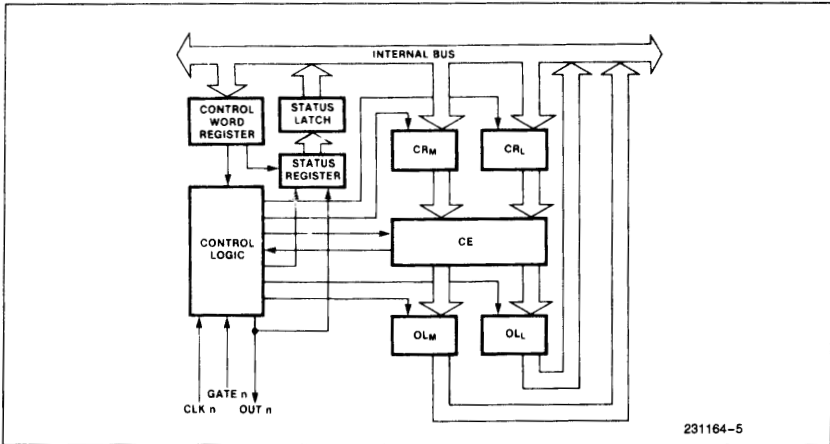 INTERNAL BUS
CONTROL
WORD
REGISTER
STATUS
LATCH
STATUS
REGISTER
CRM
CRL
CONTROL
LOGIC
CE
OLM
OLL
GATE n
CLK n OUT n
231164-5